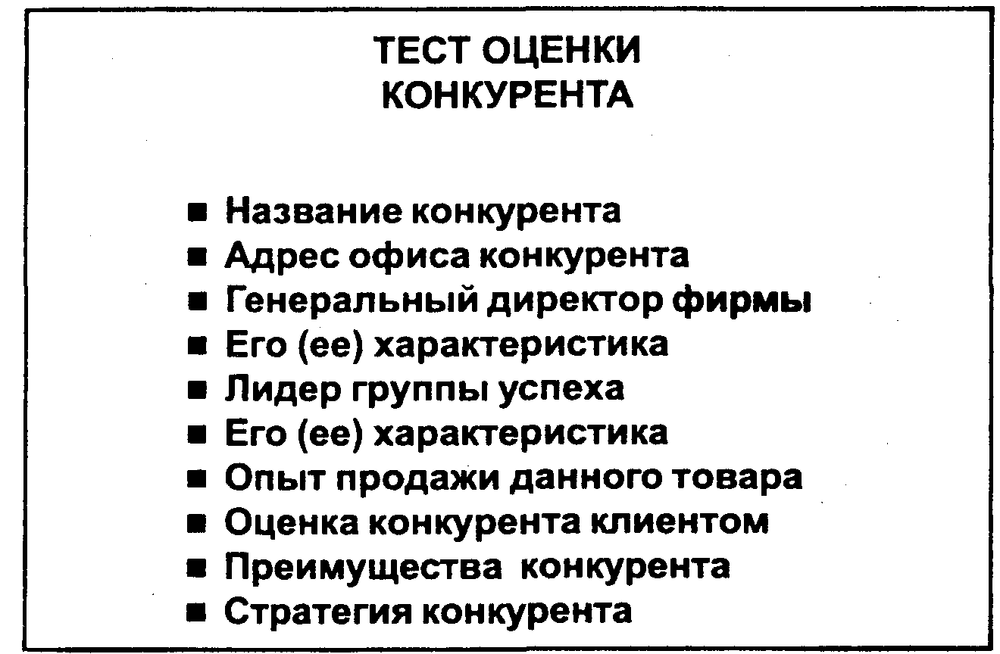 ТЕСТ ОЦЕНКИ
КОНКУРЕНТА
■ Название конкурента
■ Адрес офиса конкурента
■ Генеральный директор фирмы
■ Его (ее) характеристика
■ Лидер группы успеха
■ Его (ее) характеристика
■ Опыт продажи данного товара
■ Оценка конкурента клиентом
■ Преимущества конкурента
■ Стратегия конкурента